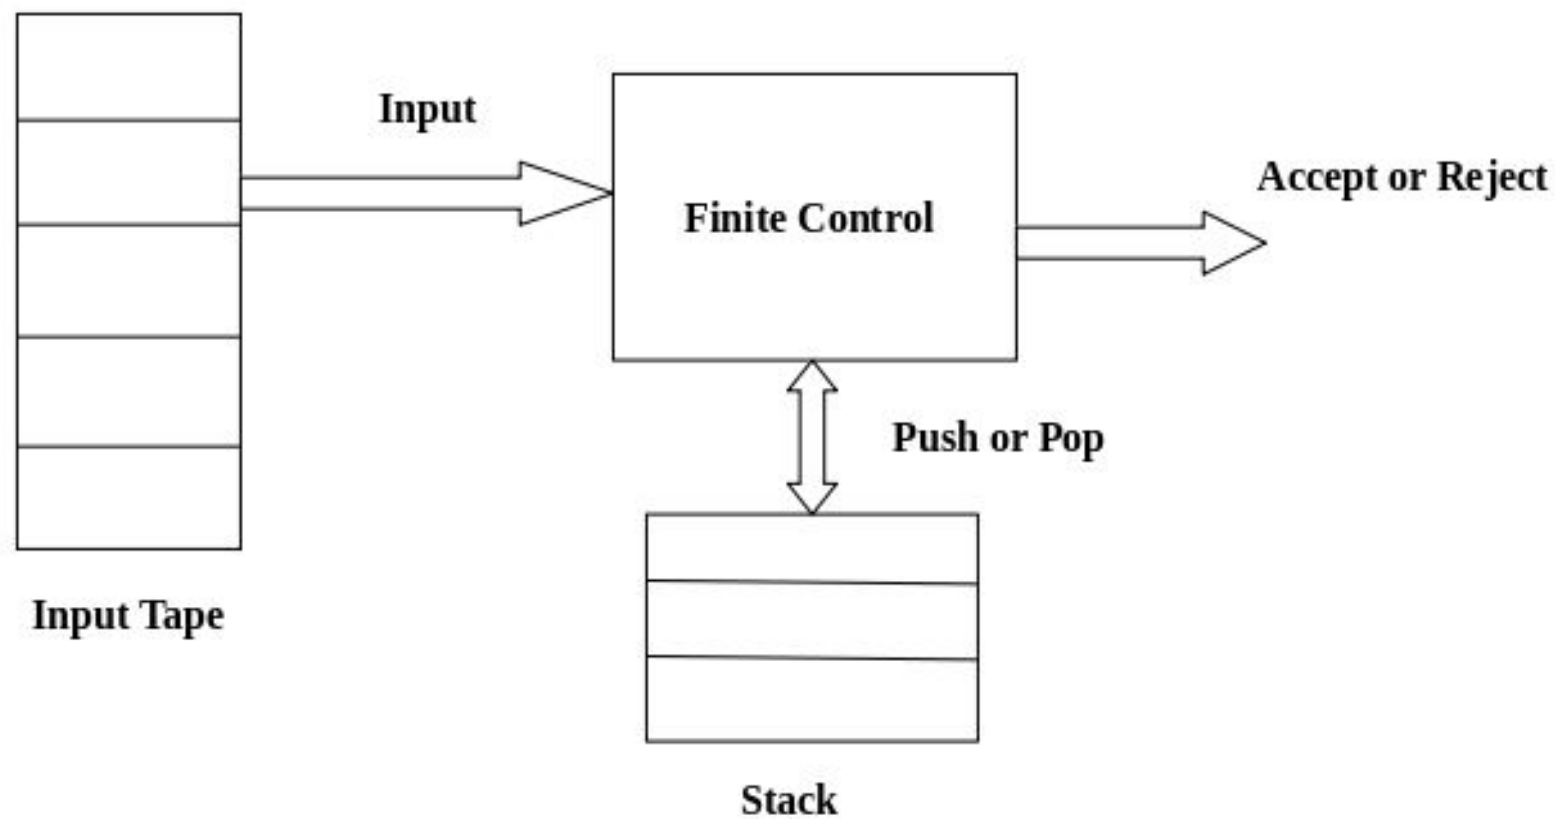 Input
Accept or Reject
Finite Control
Push or Pop
Input Tape
Stack